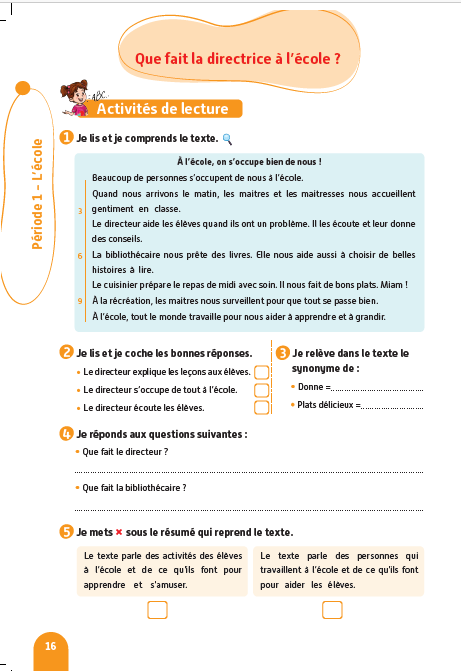 Que fait la directrice à l'école ?
ABC..
Activités de lecture
Période 1 - L'école
1 Je lis et je comprends le texte.
À l'école, on s'occupe bien de nous !
Beaucoup de personnes s'occupent de nous à l'école.
Quand nous arrivons le matin, les maitres et les maitresses nous accueillent
3 gentiment en classe.
Le directeur aide les élèves quand ils ont un problème. Il les écoute et leur donne
des conseils.
6 La bibliothécaire nous prête des livres. Elle nous aide aussi à choisir de belles
histoires à lire.
Le cuisinier prépare le repas de midi avec soin. Il nous fait de bons plats. Miam !
9 À la récréation, les maitres nous surveillent pour que tout se passe bien.
À l'école, tout le monde travaille pour nous aider à apprendre et à grandir.
2 Je lis et je coche les bonnes réponses.
• Le directeur explique les leçons aux élèves.
• Le directeur s'occupe de tout à l'école.
• Le directeur écoute les élèves.
3 Je relève dans le texte le
synonyme de :
• Donne =..............................
• Plats délicieux =....................
4 Je réponds aux questions suivantes :
• Que fait le directeur ?
• Que fait la bibliothécaire ?
5 Je mets ✖ sous le résumé qui reprend le texte.
Le texte parle des activités des élèves
à l'école et de ce qu'ils font pour
apprendre et s'amuser.
Le texte parle des personnes qui
travaillent à l'école et de ce qu'ils font
pour aider les élèves.
16